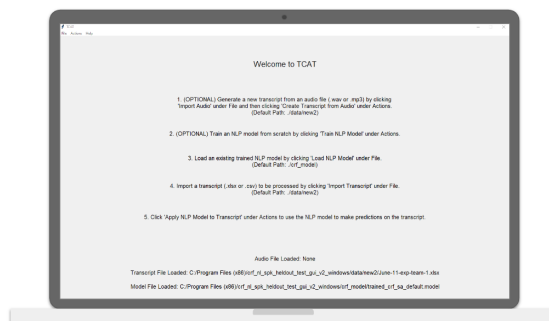 TCAT
File Actions Help
Welcome to TCAT
1. (OPTIONAL) Generate a new transcript from an audio file (.wav or .mp3) by clicking
'Import Audio' under File and then clicking 'Create Transcript from Audio' under Actions.
(Default Path: ./data/new2)
2. (OPTIONAL) Train an NLP model from scratch by clicking 'Train NLP Model' under Actions.
3. Load an existing trained NLP model by clicking 'Load NLP Model' under File.
(Default Path: ./crf_model)
4. Import a transcript (.xlsx or .csv) to be processed by clicking 'Import Transcript' under File.
(Default Path: ./data/new2)
5. Click 'Apply NLP Model to Transcript' under Actions to use the NLP model to make predictions on the transcript.
Audio File Loaded: None
Transcript File Loaded: C:/Program Files (x86)/crf_nl_spk_heldout_test_gui_v2_windows/data/new2/June-11-exp-team-1.xlsx
Model File Loaded: C:/Program Files (x86)/crf_nl_spk_heldout_test_gui_v2_windows/crf_model/trained_crf_sa_default.model